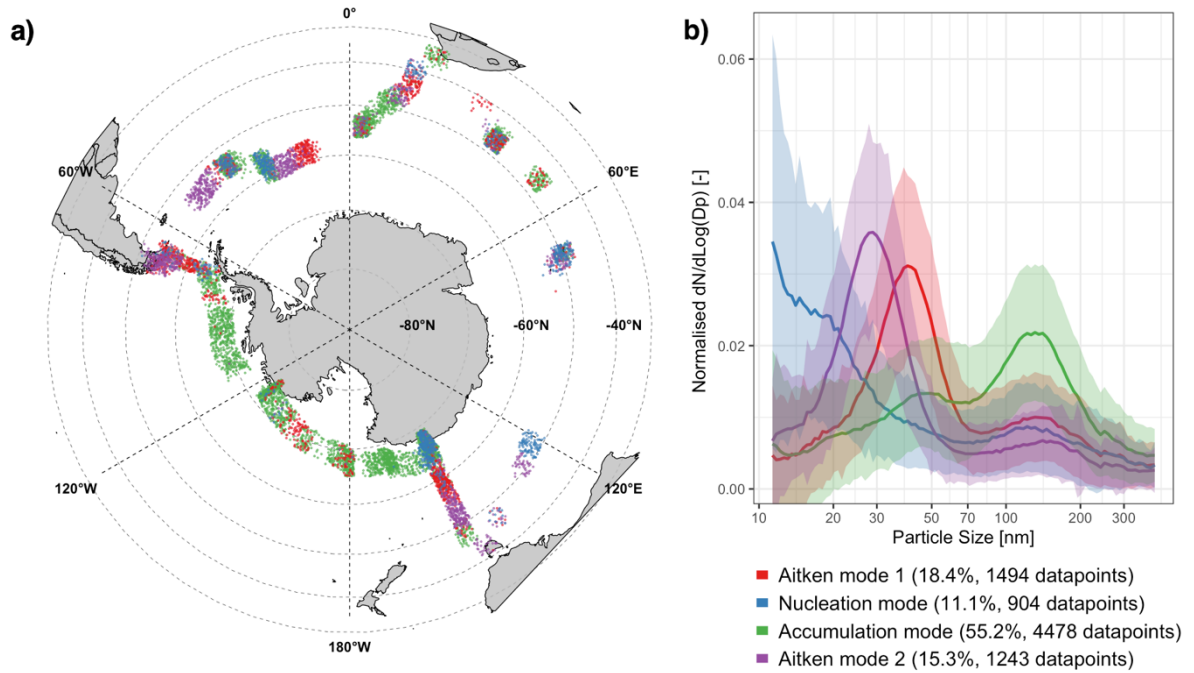 a)
0°
60°W
60°E
-80°N
-60°N
-40°N
120°W
120°E
180°W
b)
Normalised dN/dLog(Dp) [-]
0.06
0.04
0.02
0.00
10 20 30 50 70 100 200 300
Particle Size [nm]
Aitken mode 1 (18.4%, 1494 datapoints)
Nucleation mode (11.1%, 904 datapoints)
Accumulation mode (55.2%, 4478 datapoints)
Aitken mode 2 (15.3%, 1243 datapoints)